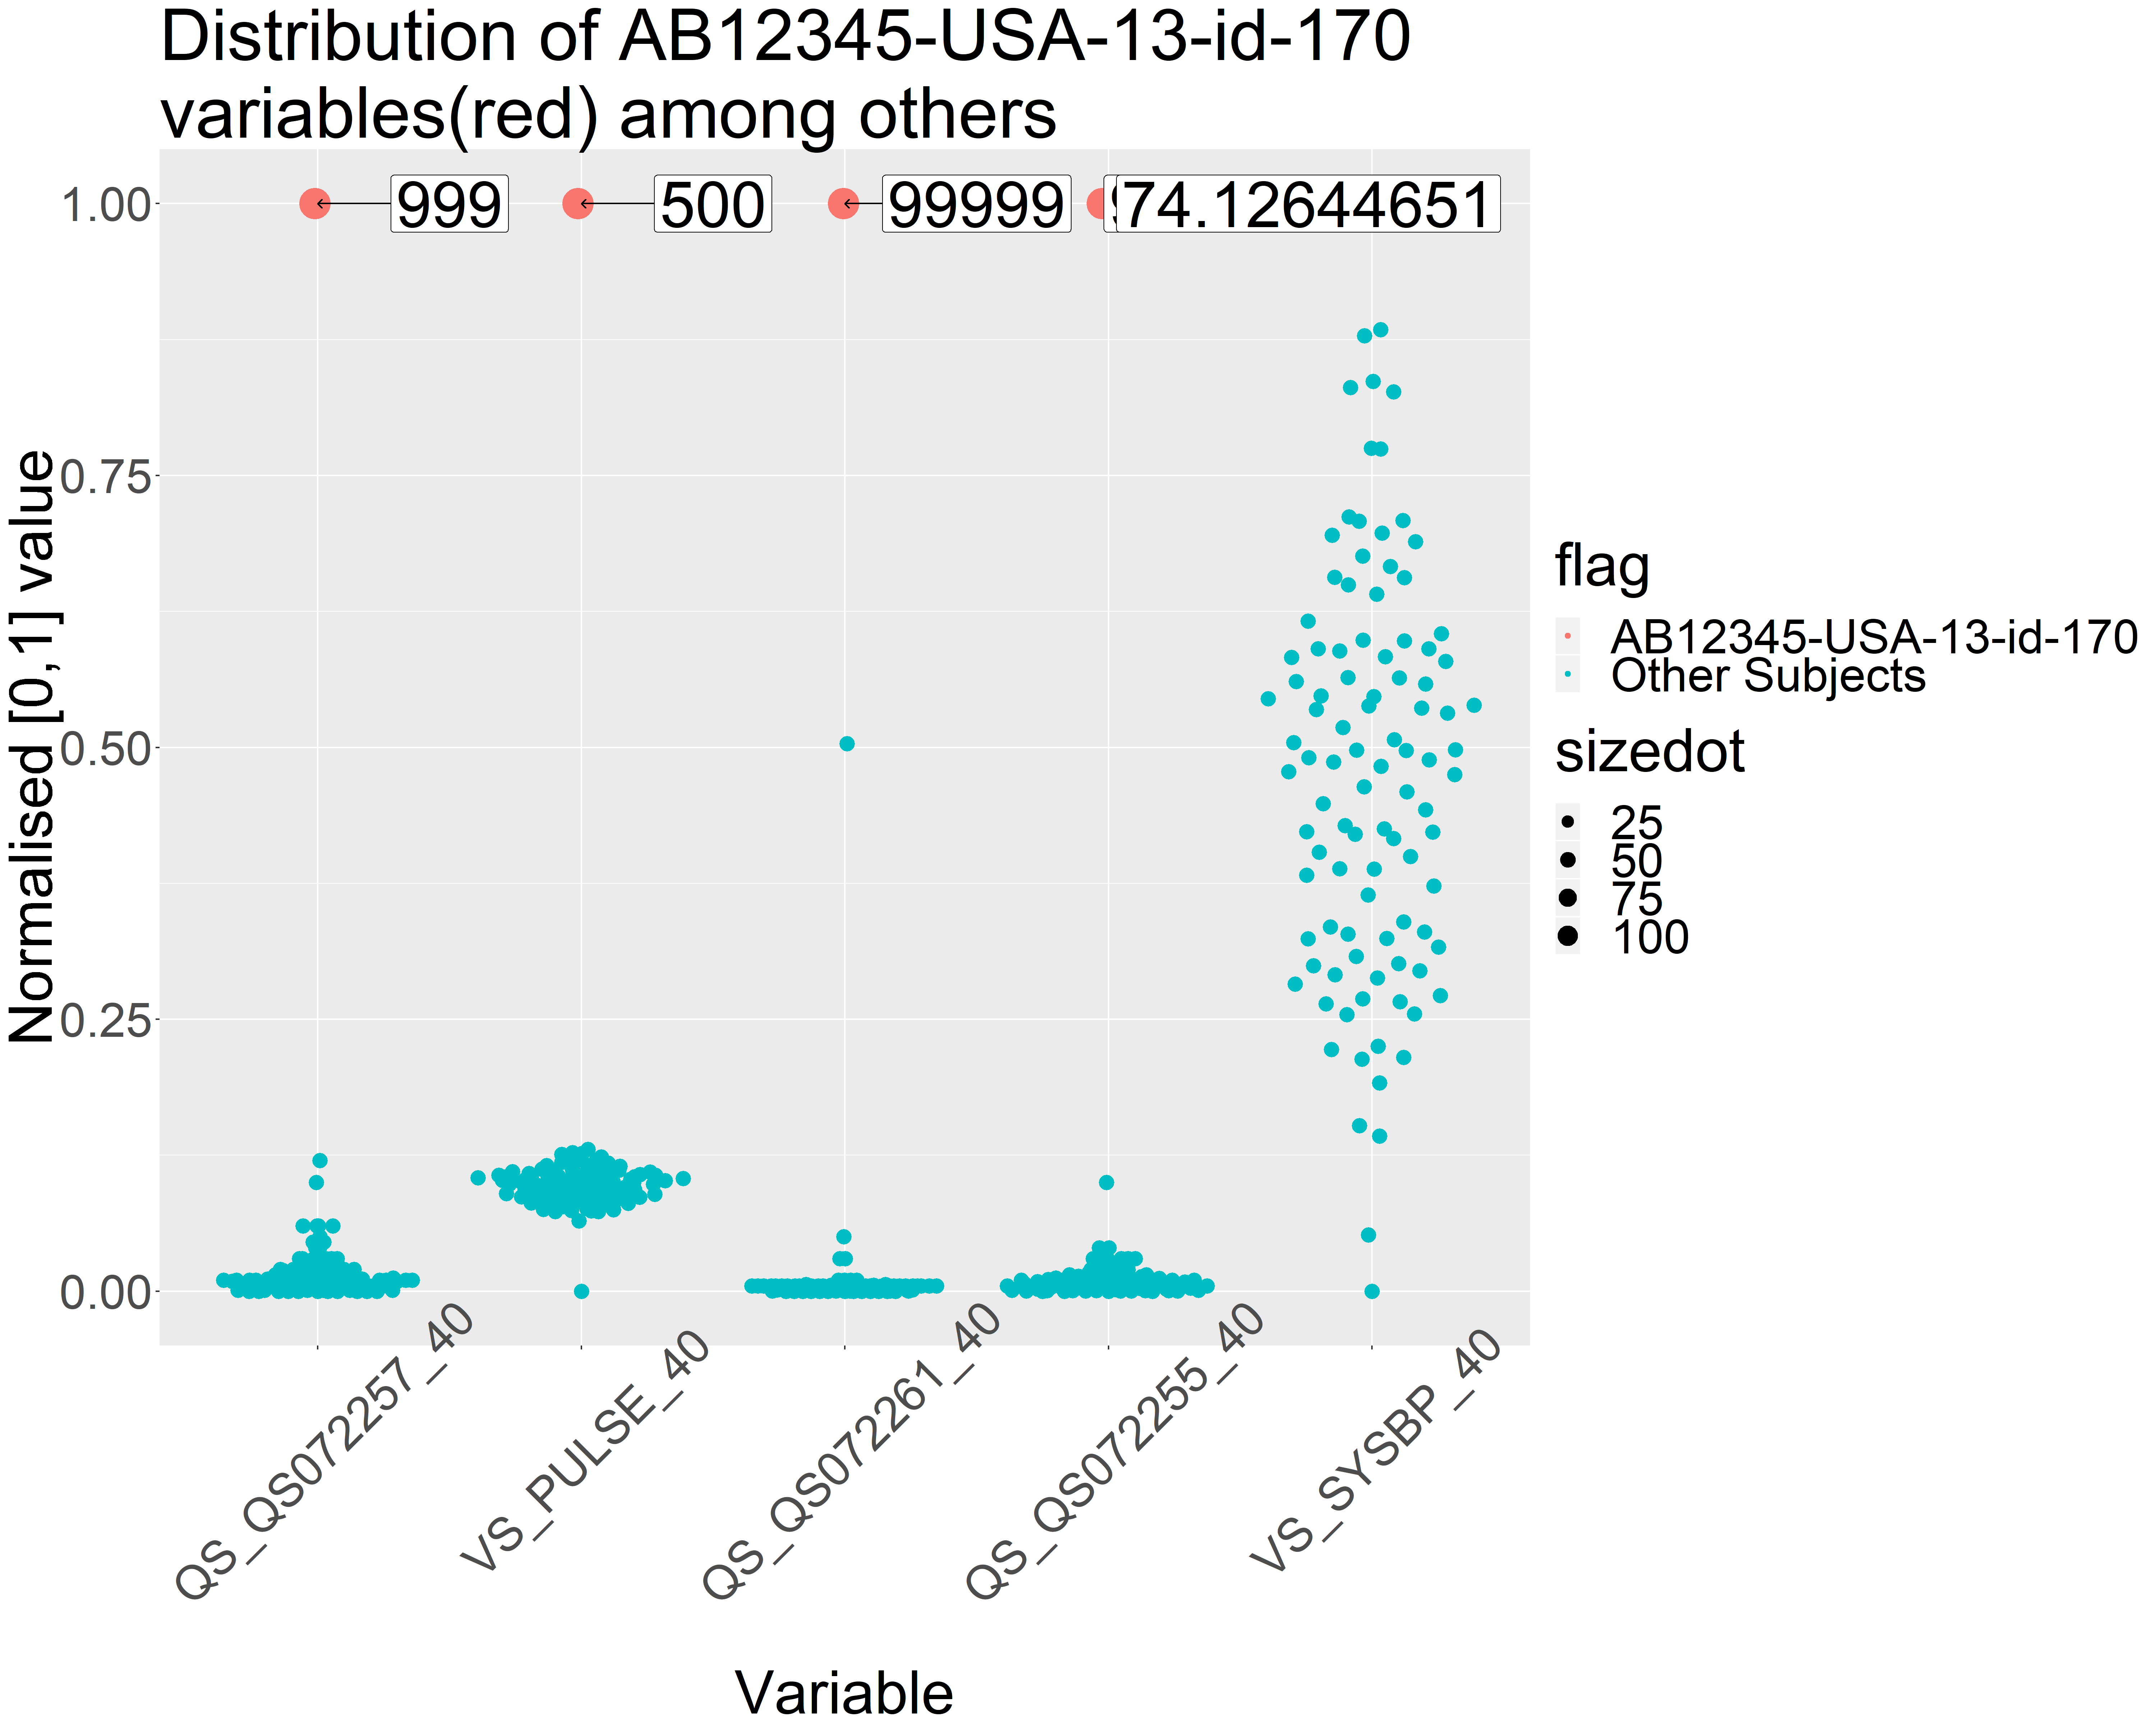 Distribution of AB12345-USA-13-id-170
variables(red) among others
1.00
0.75
0.50
0.25
0.00
Normalised [0,1] value
999
500
99999
74.12644651
QS_QS072257_40
VS_PULSE_40
QS_QS072261_40
QS_QS072255_40
VS_SYSBP_40
Variable
flag
AB12345-USA-13-id-170
Other Subjects
sizedot
25
50
75
100